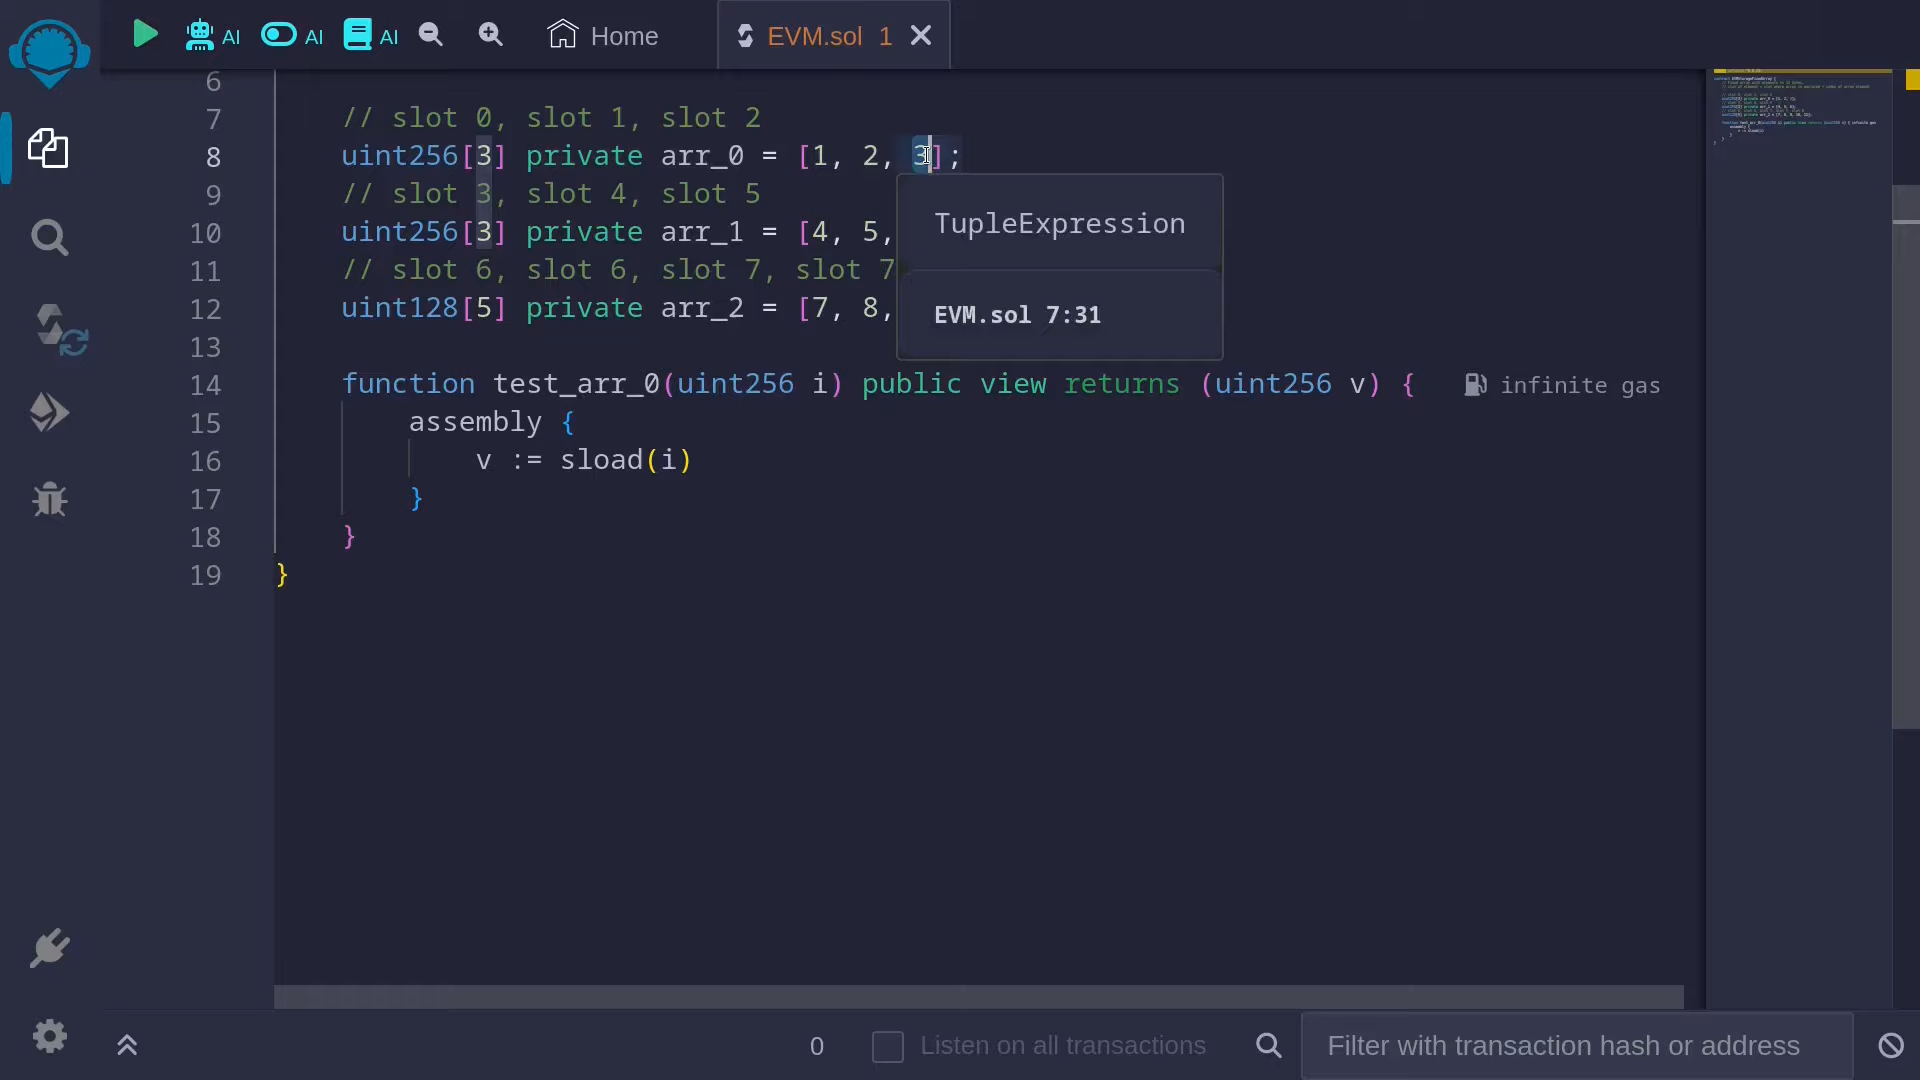 AI AI AI Home EVM.sol 1
6
7 // slot 0, slot 1, slot 2
8 uint256[3] private arr_0 = [1, 2, 3];
9 // slot 3, slot 4, slot 5
10 uint256[3] private arr_1 = [4, 5,
11 // slot 6, slot 6, slot 7, slot 7
12 uint128[5] private arr_2 = [7, 8,
TupleExpression
EVM.sol 7:31
13
14 function test_arr_0(uint256 i) public view returns (uint256 v) { infinite gas
15 assembly {
16 v := sload(i)
17 }
18 }
19 }
0 Listen on all transactions Filter with transaction hash or address